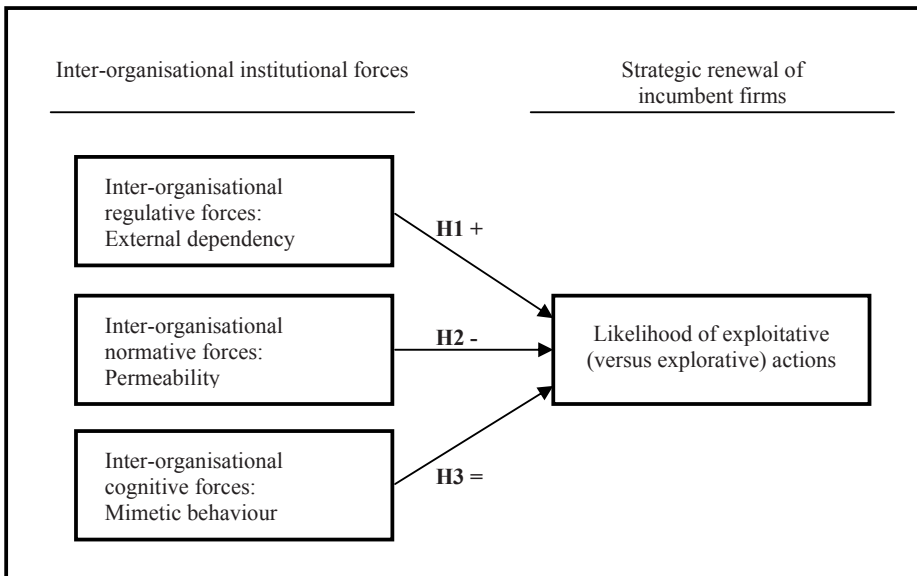 Inter-organisational institutional forces
Strategic renewal of
incumbent firms
Inter-organisational
regulative forces:
External dependency
H1 +
Inter-organisational
normative forces:
Permeability
H2 -
Likelihood of exploitative
(versus explorative) actions
Inter-organisational
cognitive forces:
Mimetic behaviour
H3 =